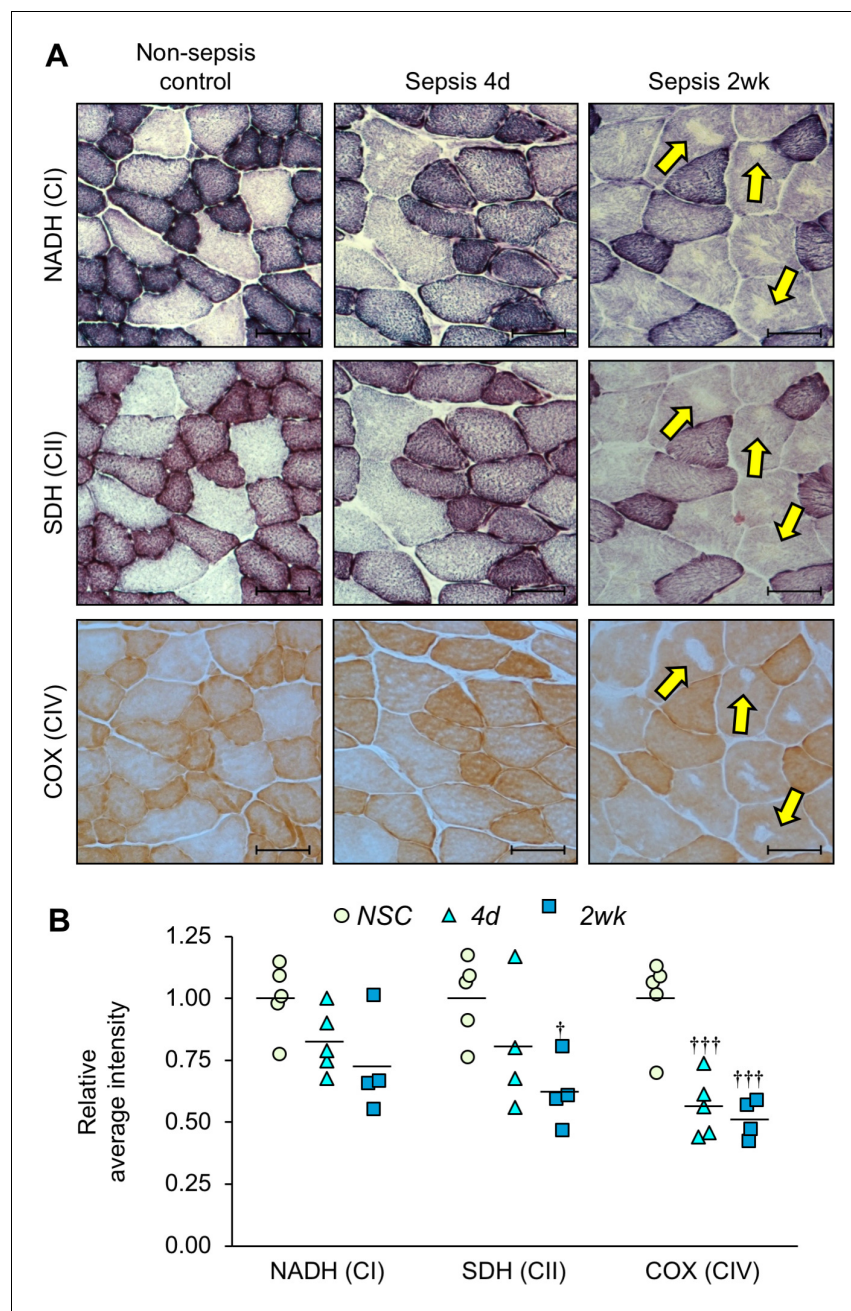 A
Non-sepsis
control
Sepsis 4d
Sepsis 2wk
NADH (CI)
SDH (CII)
COX (CIV)
B
NSC 4d 2wk
Relative
average intensity
1.25
1.00
0.75
0.50
0.25
0.00
†
†††
†††
NADH (CI)
SDH (CII)
COX (CIV)